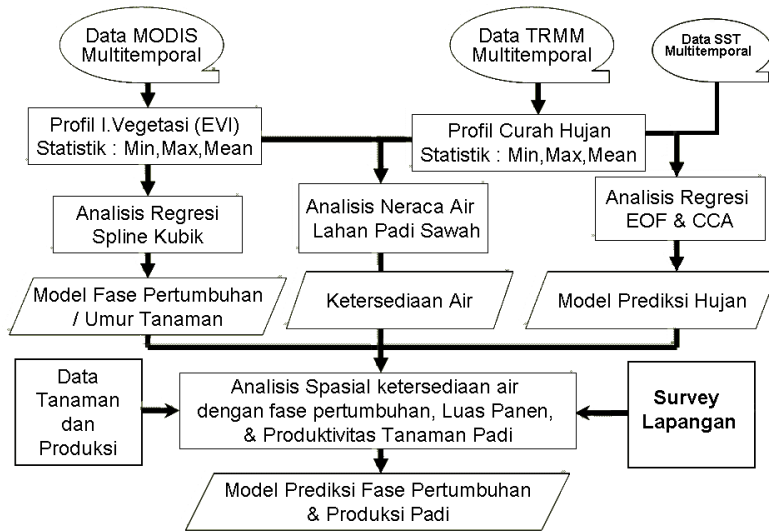 Data MODIS
Multitemporal
Data TRMM
Multitemporal
Data SST
Multitemporal
Profil I.Vegetasi (EVI)
Statistik : Min,Max,Mean
Profil Curah Hujan
Statistik : Min,Max,Mean
Analisis Regresi
Spline Kubik
Analisis Neraca Air
Lahan Padi Sawah
Analisis Regresi
EOF & CCA
Model Fase Pertumbuhan
/ Umur Tanaman
Ketersediaan Air
Model Prediksi Hujan
Data
Tanaman
dan
Produksi
Analisis Spasial ketersediaan air
dengan fase pertumbuhan, Luas Panen,
& Produktivitas Tanaman Padi
Survey
Lapangan
Model Prediksi Fase Pertumbuhan
& Produksi Padi